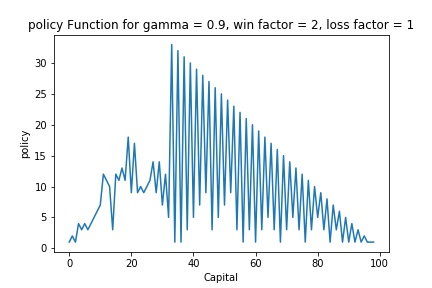 policy Function for gamma = 0.9, win factor = 2, loss factor = 1
30
25
20
15
10
5
0
policy
0 20 40 60 80 100
Capital